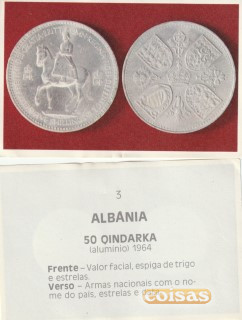 3
ALBÂNIA
50 QINDARKA
(alumínio) 1964
Frente – Valor facial, espiga de trigo
e estrelas.
Verso – Armas nacionais com o no-
me do país, estrelas e
coisas